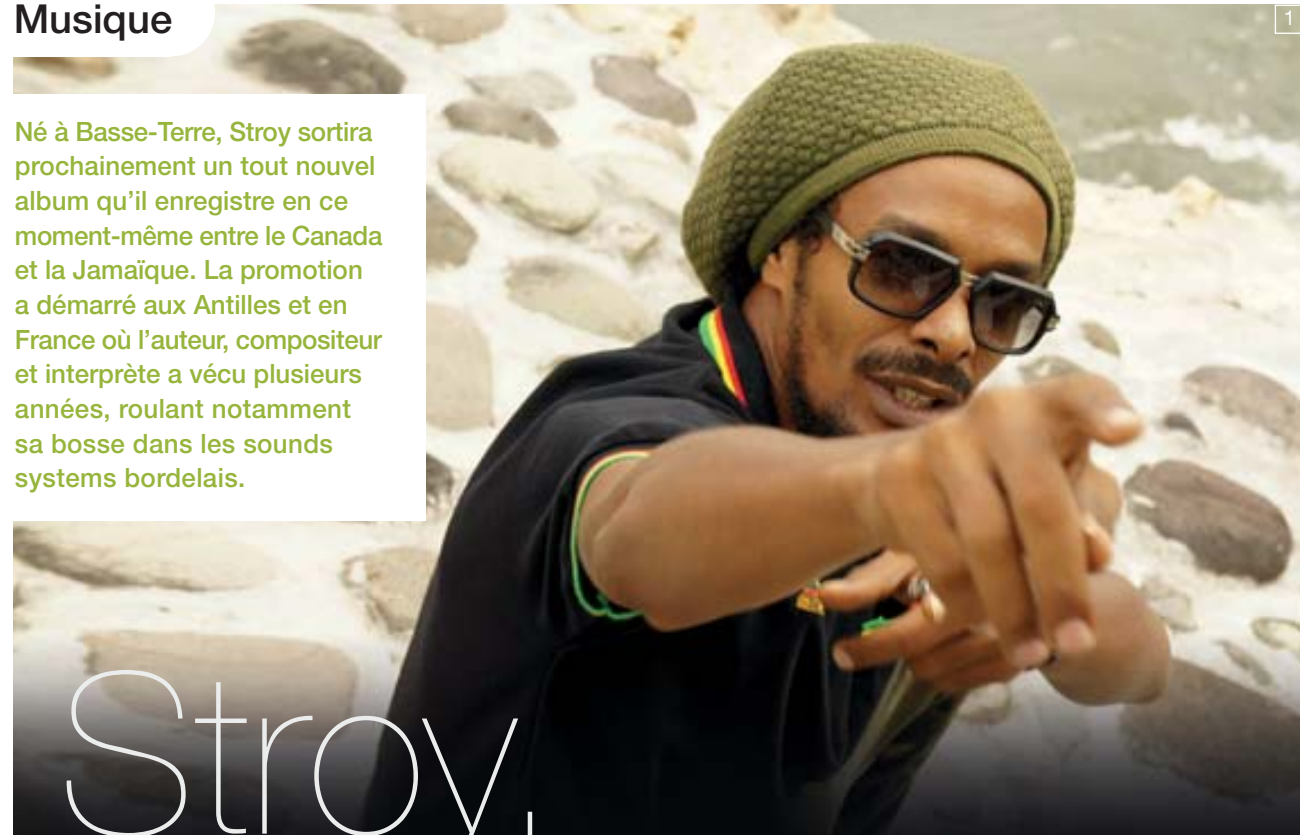 Musique
1
Né à Basse-Terre, Stroy sortira
prochainement un tout nouvel
album qu’il enregistre en ce
moment-même entre le Canada
et la Jamaïque. La promotion
a démarré aux Antilles et en
France où l’auteur, compositeur
et interprète a vécu plusieurs
années, roulant notamment
sa bosse dans les sounds
systems bordelais.
Stroy,